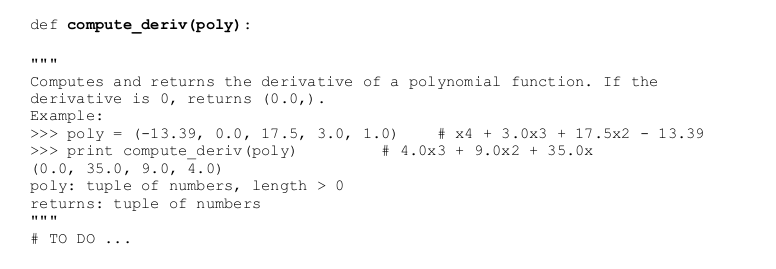 def compute_deriv(poly):
"""
Computes and returns the derivative of a polynomial function. If the
derivative is 0, returns (0.0,).
Example:
>>> poly = (-13.39, 0.0, 17.5, 3.0, 1.0)    # x4 + 3.0x3 + 17.5x2 - 13.39
>>> print compute_deriv(poly)         # 4.0x3 + 9.0x2 + 35.0x
(0.0, 35.0, 9.0, 4.0)
poly: tuple of numbers, length > 0
returns: tuple of numbers
"""
# TO DO ...